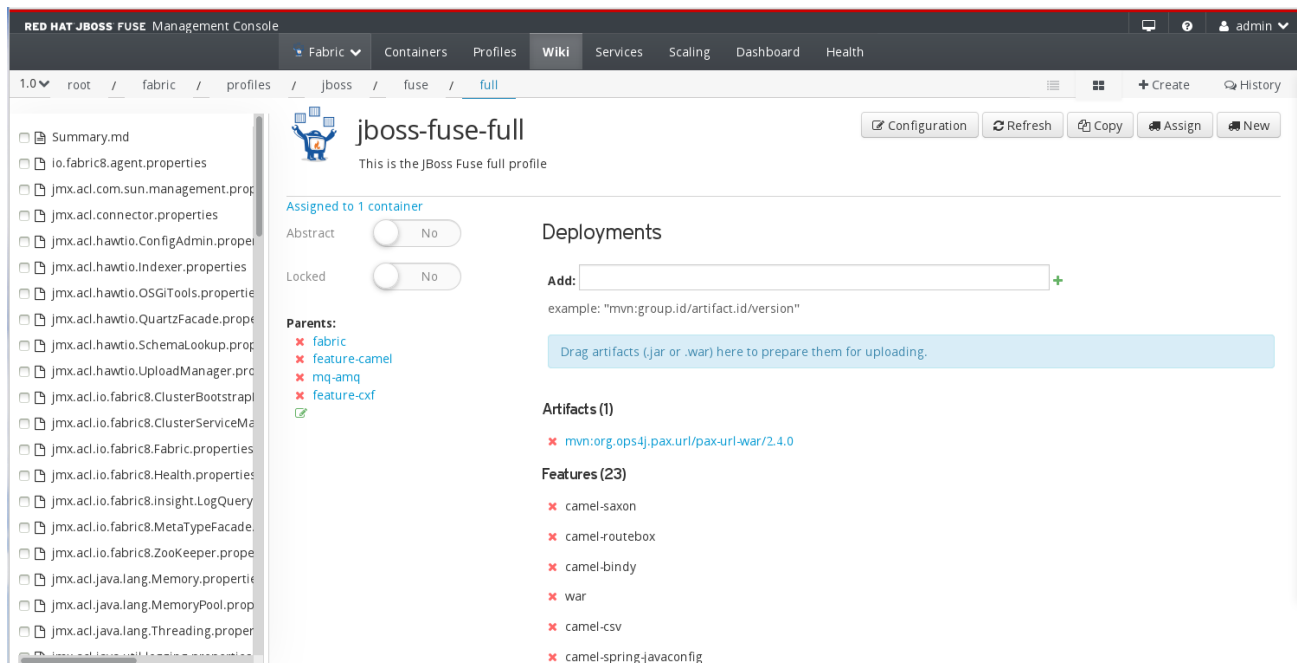 RED HAT JBOSS FUSE Management Console
admin
Fabric Containers Profiles Wiki Services Scaling Dashboard Health
1.0 root / fabric / profiles / jboss / fuse / full
Create History
Summary.md
io.fabric8.agent.properties
jmx.acl.com.sun.management.prop
jmx.acl.connector.properties
jmx.acl.hawtio.ConfigAdmin.proper
jmx.acl.hawtio.Indexer.properties
jmx.acl.hawtio.OSGiTools.propertie
jmx.acl.hawtio.QuartzFacade.prope
jmx.acl.hawtio.SchemaLookup.prop
jmx.acl.hawtio.UploadManager.pro
jmx.acl.io.fabric8.ClusterBootstrap
jmx.acl.io.fabric8.ClusterServiceMa
jmx.acl.io.fabric8.Fabric.properties
jmx.acl.io.fabric8.Health.properties
jmx.acl.io.fabric8.insight.LogQuery
jmx.acl.io.fabric8.MetaTypeFacade.
jmx.acl.io.fabric8.ZooKeeper.prope
jmx.acl.java.lang.Memory.propertie
jmx.acl.java.lang.MemoryPool.prop
jmx.acl.java.lang.Threading.proper
jboss-fuse-full
This is the JBoss Fuse full profile
Configuration Refresh Copy Assign New
Assigned to 1 container
Abstract No
Locked No
Parents:
fabric
feature-camel
mq-amq
feature-cxf
Deployments
Add:
example: "mvn:group.id/artifact.id/version"
Drag artifacts (.jar or .war) here to prepare them for uploading.
Artifacts (1)
mvn:org.ops4j.pax.url/pax-url-war/2.4.0
Features (23)
camel-saxon
camel-routebox
camel-bindy
war
camel-csv
camel-spring-javaconfig